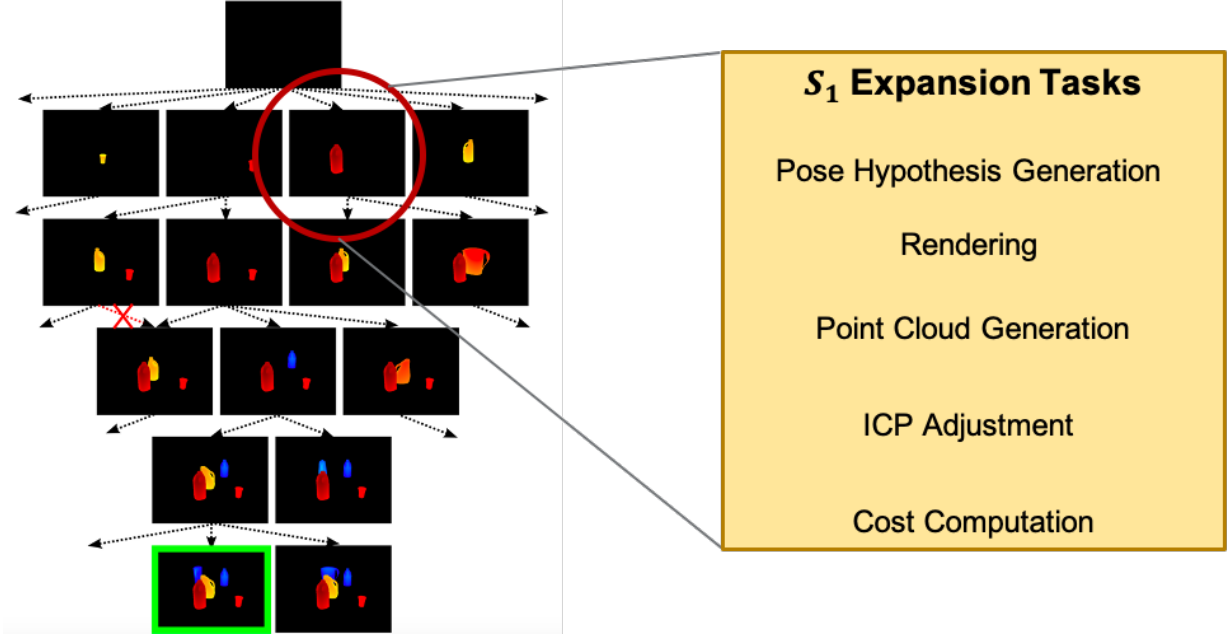 S₁ Expansion Tasks
Pose Hypothesis Generation
Rendering
Point Cloud Generation
ICP Adjustment
Cost Computation